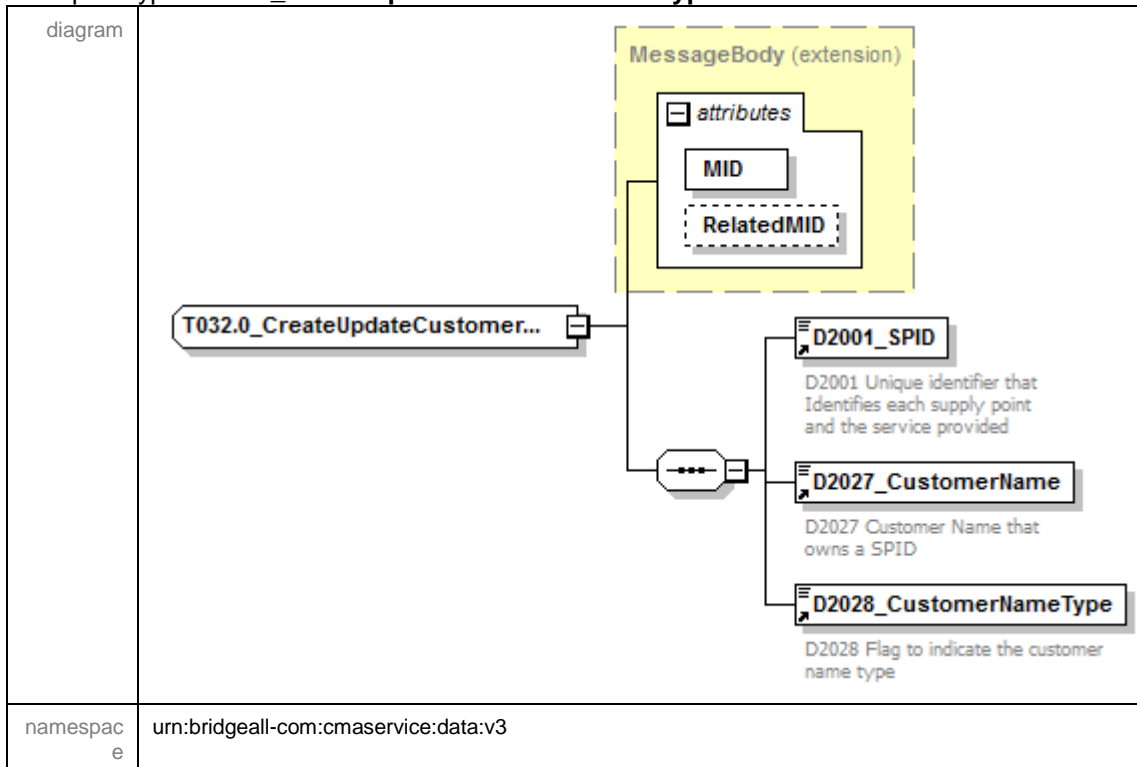 diagram
MessageBody (extension)
attributes
MID
RelatedMID
T032.0_CreateUpdateCustomer...
D2001_SPID
D2001 Unique identifier that
Identifies each supply point
and the service provided
D2027_CustomerName
D2027 Customer Name that
owns a SPID
D2028_CustomerNameType
D2028 Flag to indicate the customer
name type
namespac
e
urn:bridgeall-com:cmaservice:data:v3